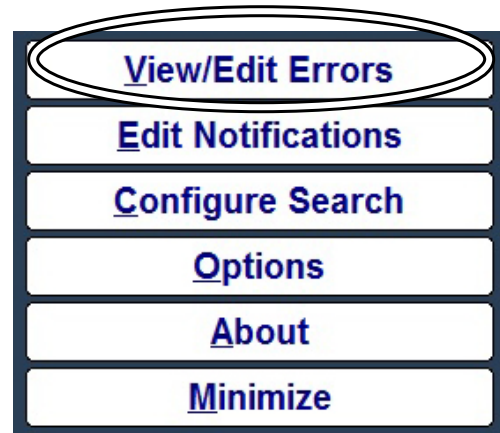 View/Edit Errors
Edit Notifications
Configure Search
Options
About
Minimize